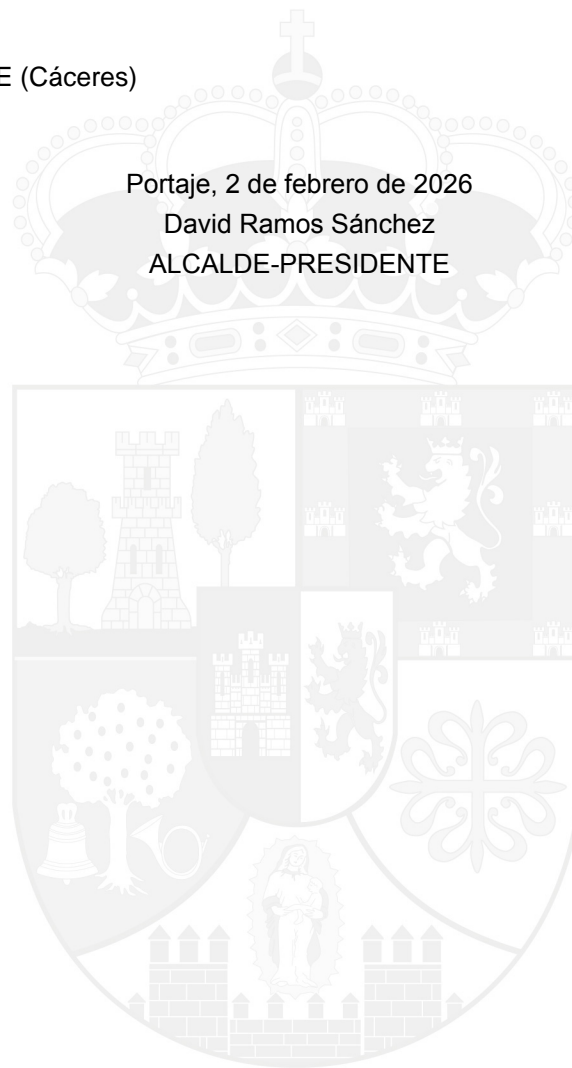 E (Cáceres)
Portaje, 2 de febrero de 2026
David Ramos Sánchez
ALCALDE-PRESIDENTE